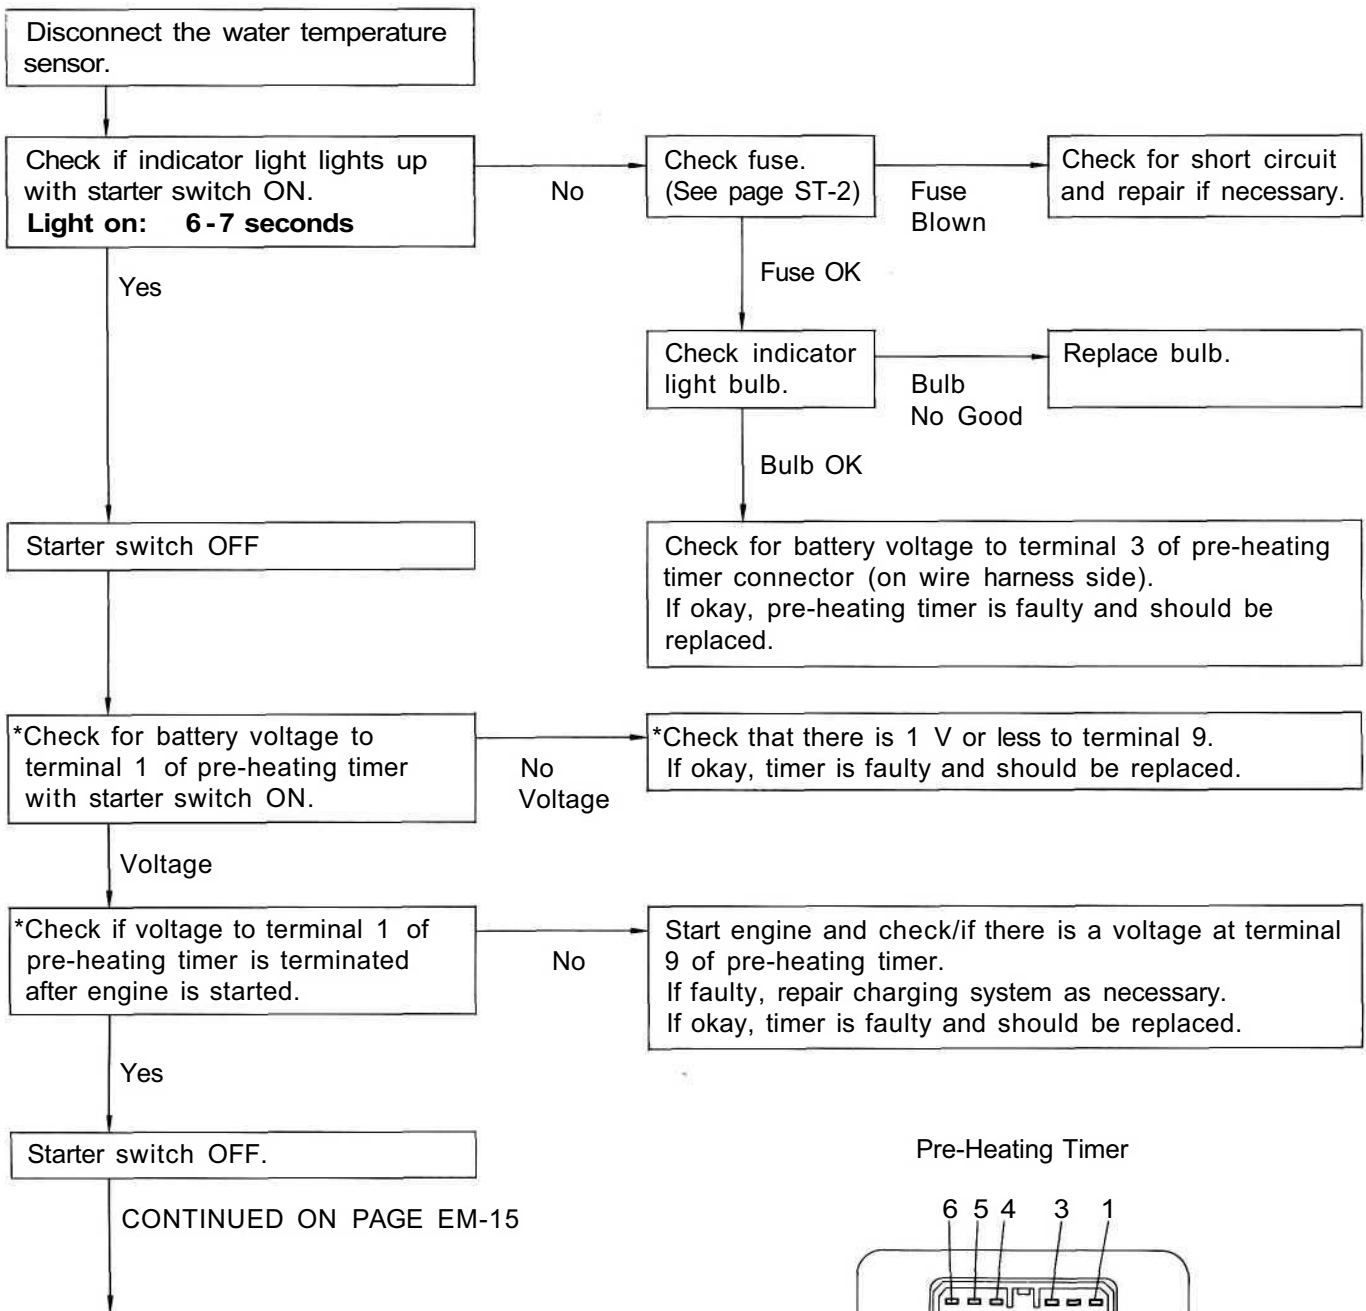 Disconnect the water temperature
sensor.
Check if indicator light lights up
with starter switch ON.
Light on: 6-7 seconds
No
Check fuse.
(See page ST-2)
Fuse
Blown
Check for short circuit
and repair if necessary.
Yes
Fuse OK
Check indicator
light bulb.
Bulb
No Good
Replace bulb.
Bulb OK
Starter switch OFF
Check for battery voltage to terminal 3 of pre-heating
timer connector (on wire harness side).
If okay, pre-heating timer is faulty and should be
replaced.
*Check for battery voltage to
terminal 1 of pre-heating timer
with starter switch ON.
No
Voltage
*Check that there is 1 V or less to terminal 9.
If okay, timer is faulty and should be replaced.
Voltage
*Check if voltage to terminal 1 of
pre-heating timer is terminated
after engine is started.
No
Start engine and check/if there is a voltage at terminal
9 of pre-heating timer.
If faulty, repair charging system as necessary.
If okay, timer is faulty and should be replaced.
Yes
Starter switch OFF.
CONTINUED ON PAGE EM-15
Pre-Heating Timer
6 5 4 3 1